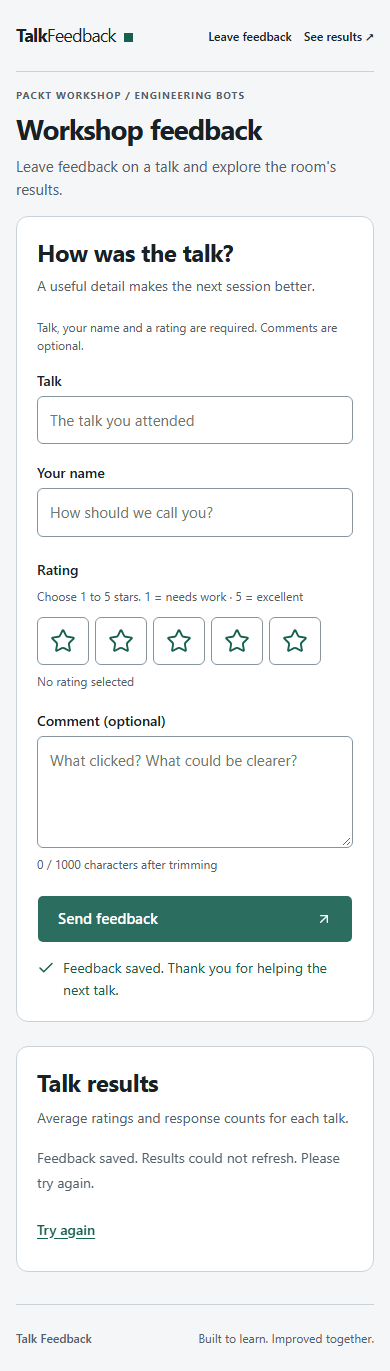 TalkFeedback
Leave feedback See results ↗
PACKT WORKSHOP / ENGINEERING BOTS
Workshop feedback
Leave feedback on a talk and explore the room's
results.
How was the talk?
A useful detail makes the next session better.
Talk, your name and a rating are required. Comments are
optional.
Talk
The talk you attended
Your name
How should we call you?
Rating
Choose 1 to 5 stars. 1 = needs work · 5 = excellent
No rating selected
Comment (optional)
What clicked? What could be clearer?
0 / 1000 characters after trimming
Send feedback ↗
Feedback saved. Thank you for helping the
next talk.
Talk results
Average ratings and response counts for each talk.
Feedback saved. Results could not refresh. Please
try again.
Try again
Talk Feedback
Built to learn. Improved together.